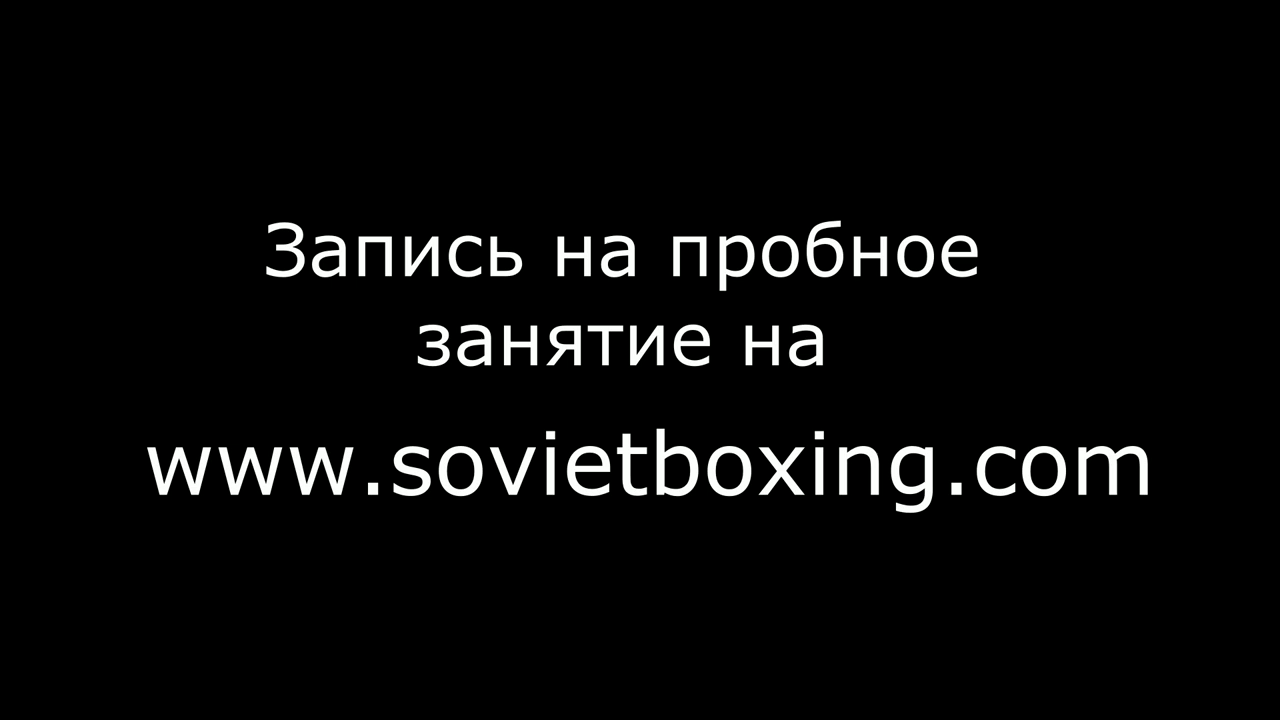 Запись на пробное
занятие на
www.sovietboxing.com